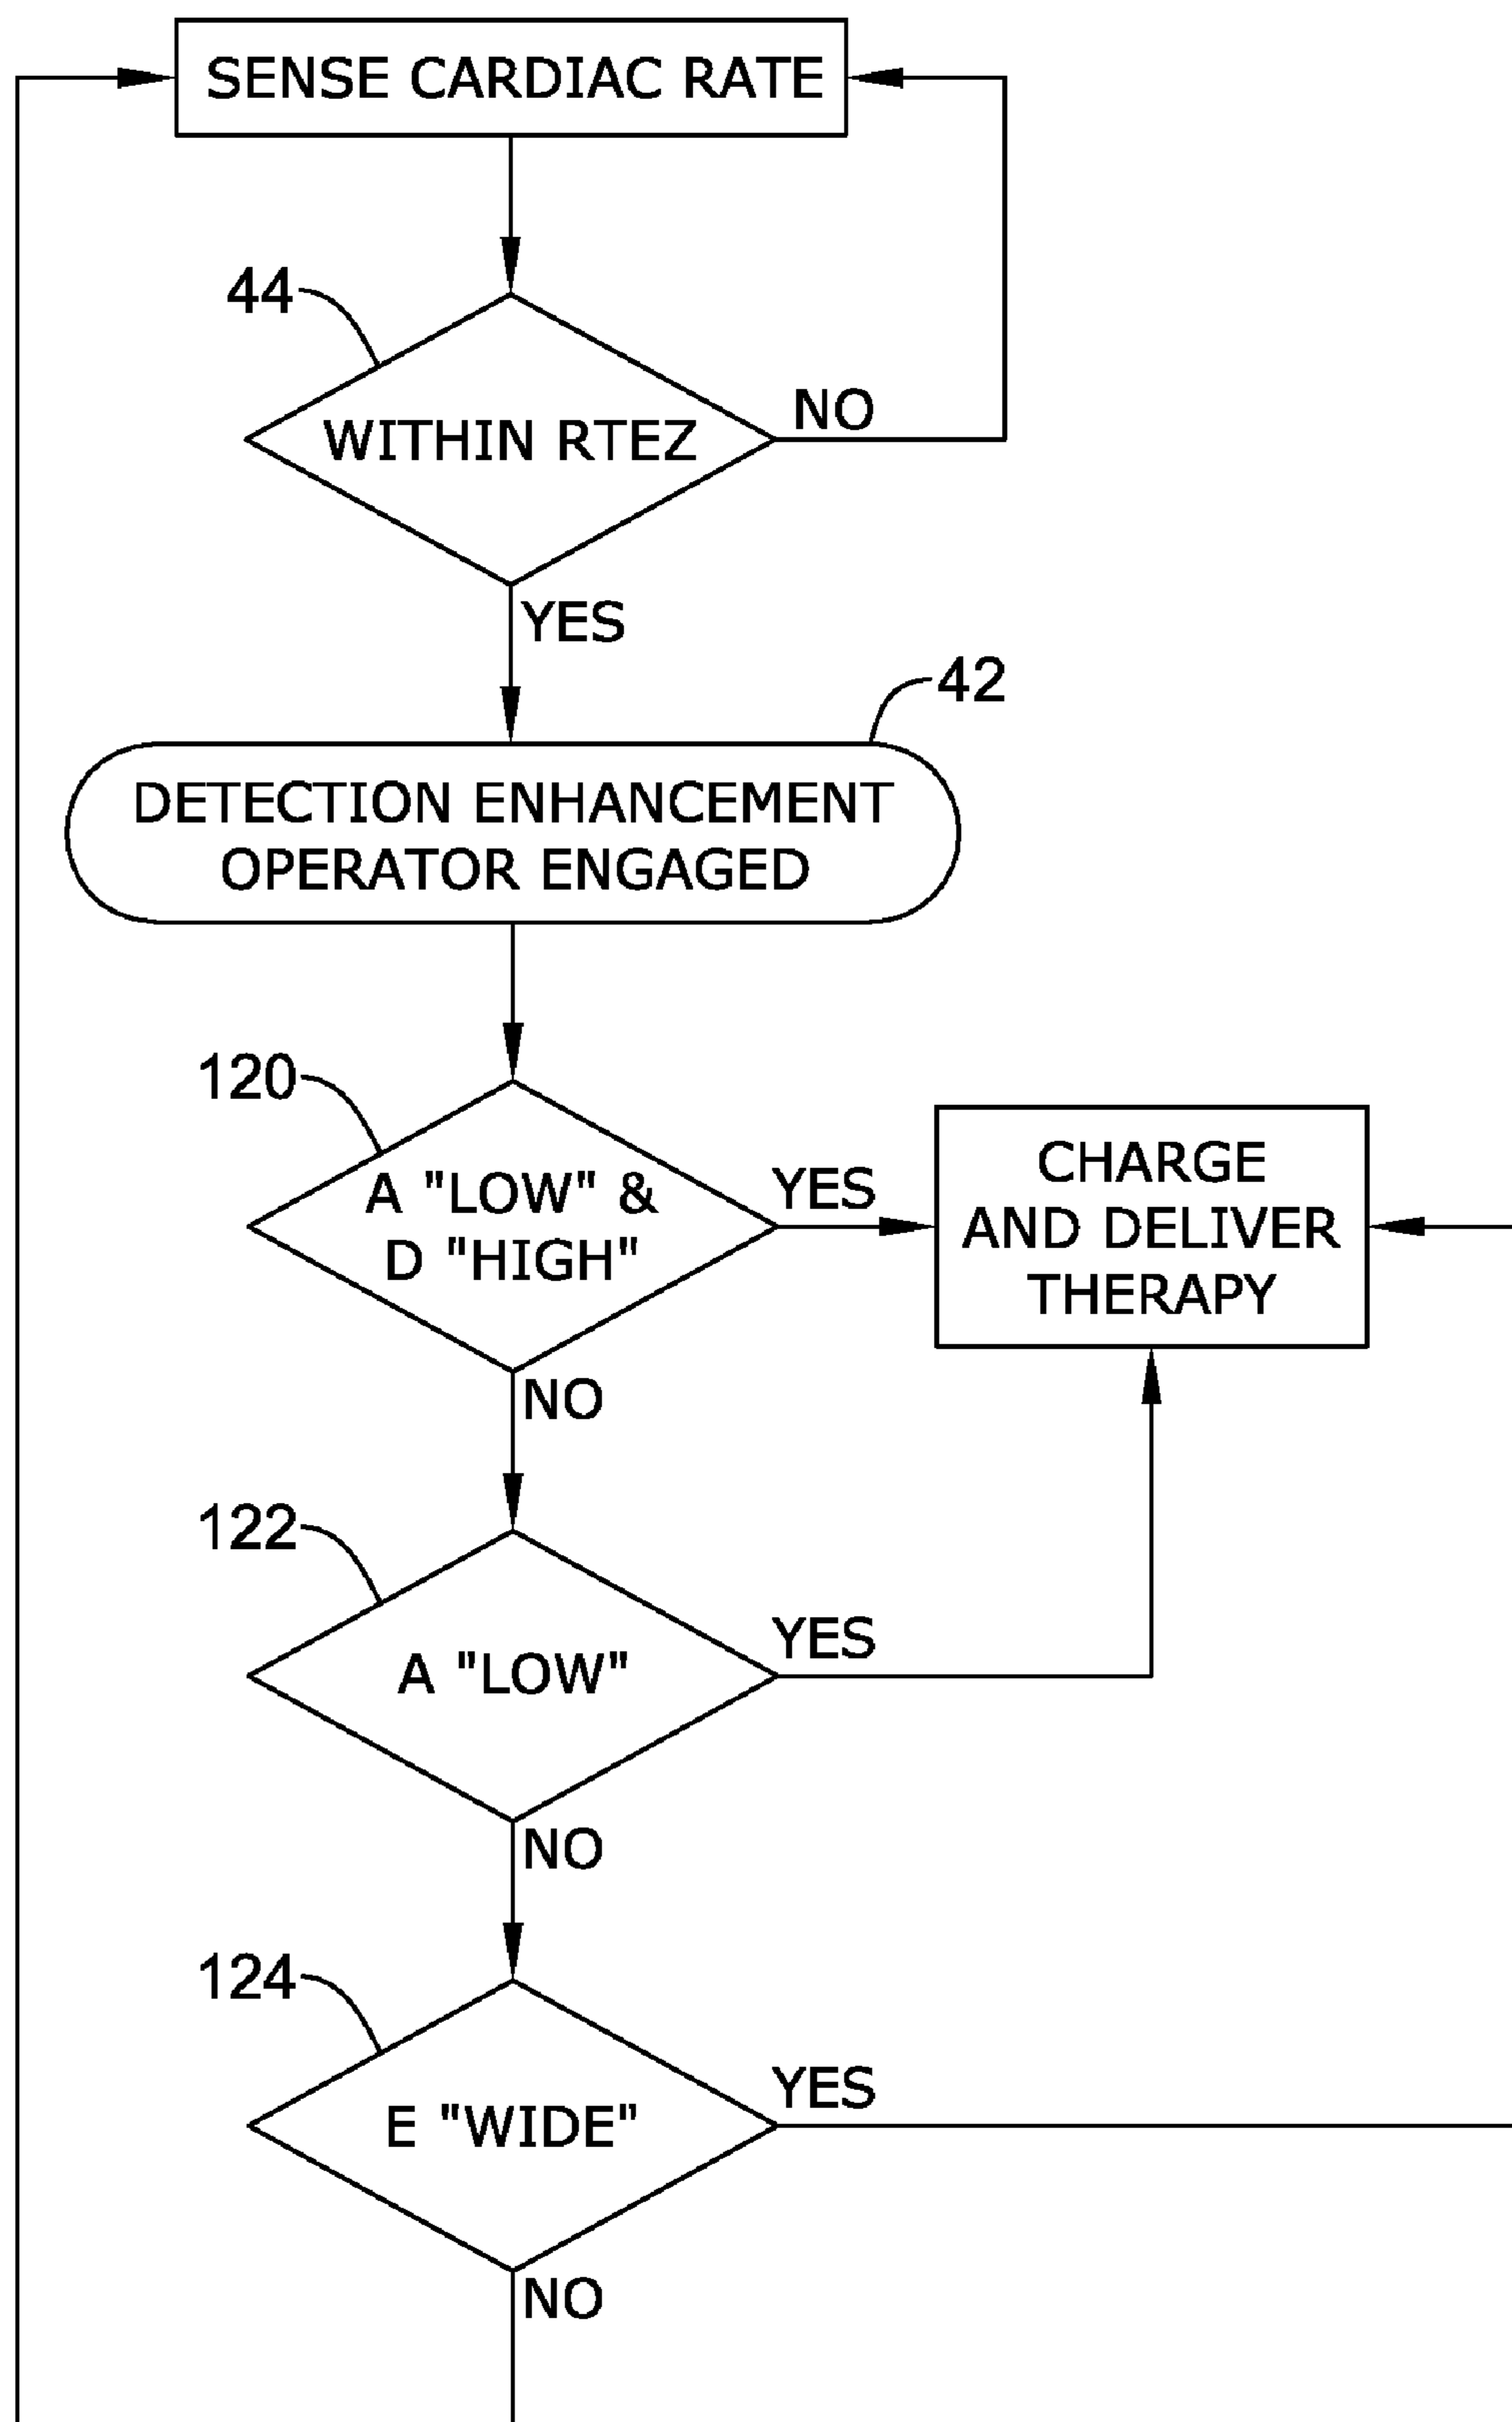 SENSE CARDIAC RATE
44
WITHIN RTEZ
NO
YES
42
DETECTION ENHANCEMENT
OPERATOR ENGAGED
120
A "LOW" &
D "HIGH"
YES
CHARGE
AND DELIVER
THERAPY
NO
122
A "LOW"
YES
NO
124
E "WIDE"
YES
NO